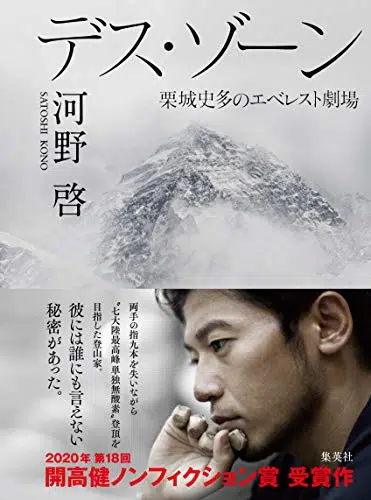 デス・ゾーン
栗城史多のエベレスト劇場
河野 啓
SATOSHI KONO
両手の指九本を失いながら
“七大陸最高峰単独無酸素”登頂を
目指した登山家。
彼には誰にも言えない
秘密があった。
集英社
2020年 第18回
開高健ノンフィクション賞 受賞作